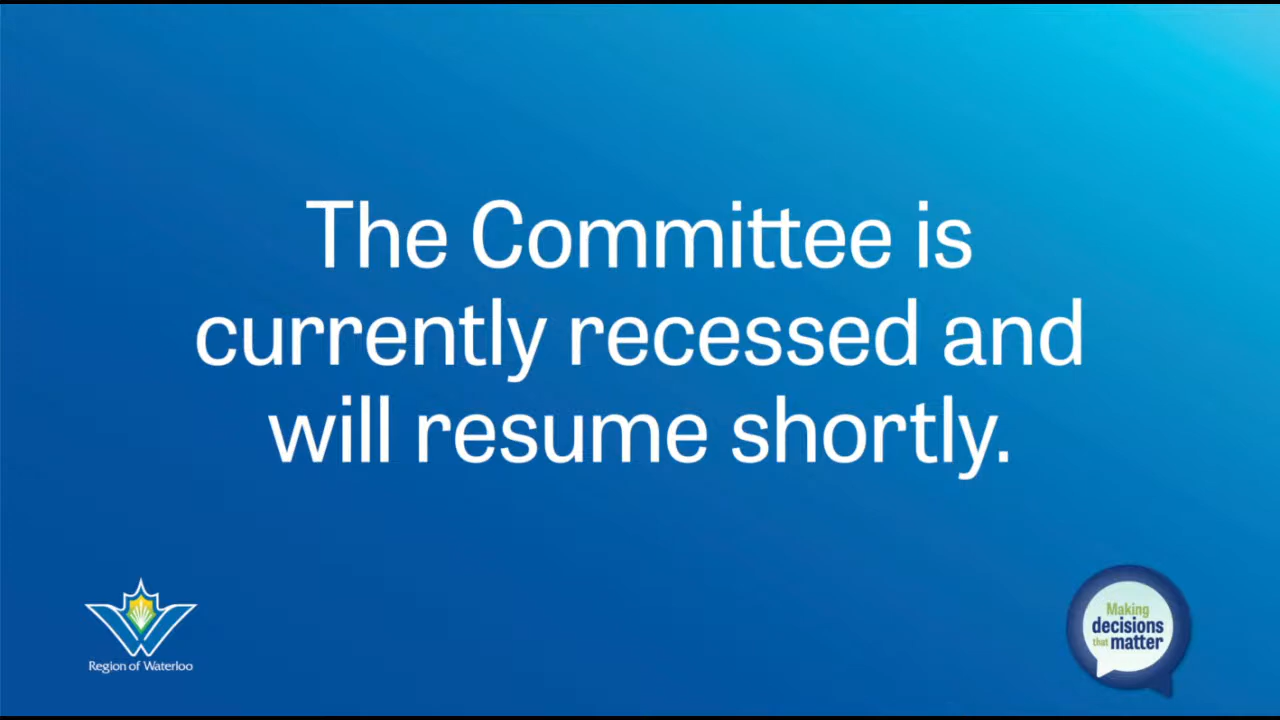 The Committee is
currently recessed and
will resume shortly.
Region of Waterloo
Making
decisions
that matter